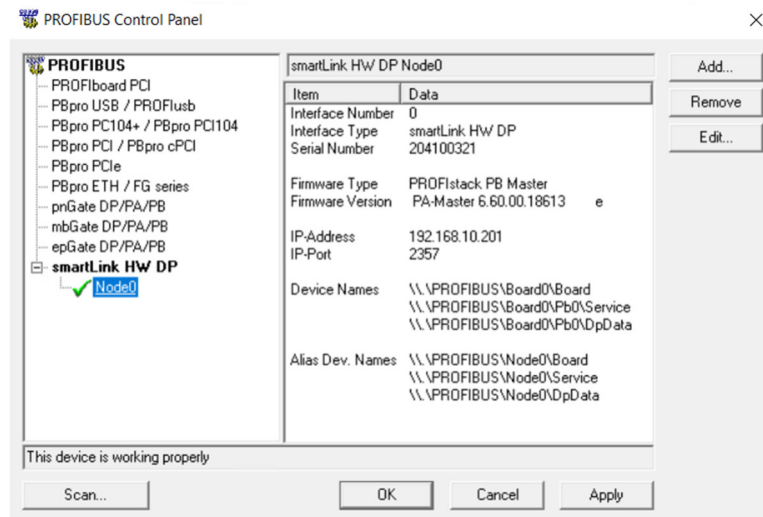 PROFIBUS Control Panel
PROFIBUS
PROFIboard PCI
PBpro USB / PROFIusb
PBpro PC104+ / PBpro PCI104
PBpro PCI / PBpro cPCI
PBpro PCIe
PBpro ETH / FG series
pnGate DP/PA/PB
mbGate DP/PA/PB
epGate DP/PA/PB
smartLink HW DP
Node0
smartLink HW DP Node0
Item Data
Interface Number 0
Interface Type smartLink HW DP
Serial Number 204100321
Firmware Type PROFIstack PB Master
Firmware Version PA-Master 6.60.00.18613 e
IP-Address 192.168.10.201
IP-Port 2357
Device Names \\.\PROFIBUS\Board0\Board
\\.\PROFIBUS\Board0\Pb0\Service
\\.\PROFIBUS\Board0\Pb0\DpData
Alias Dev. Names \\.\PROFIBUS\Node0\Board
\\.\PROFIBUS\Node0\Service
\\.\PROFIBUS\Node0\DpData
Add...
Remove
Edit...
This device is working properly
Scan... OK Cancel Apply